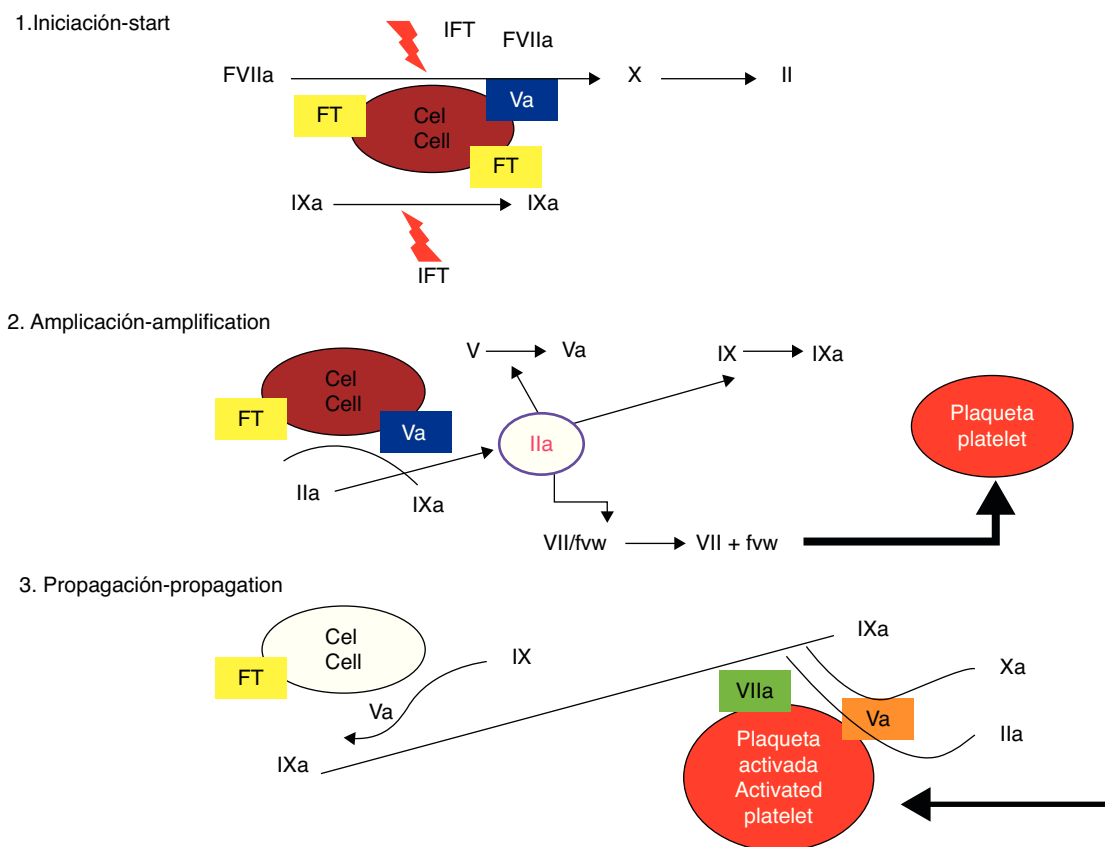 1.Iniciación-start
IFT
FVIIa
FVIIa
X
II
FT
Va
Cel
Cell
FT
IXa
IXa
IFT
2. Amplicación-amplification
V
Va
IX
IXa
Cel
Cell
FT
Va
IIa
Plaqueta
platelet
IIa
IXa
VII/fvw
VII + fvw
3. Propagación-propagation
Cel
Cell
FT
IX
Va
IXa
IXa
Xa
VIIa
Va
IIa
Plaqueta
activada
Activated
platelet